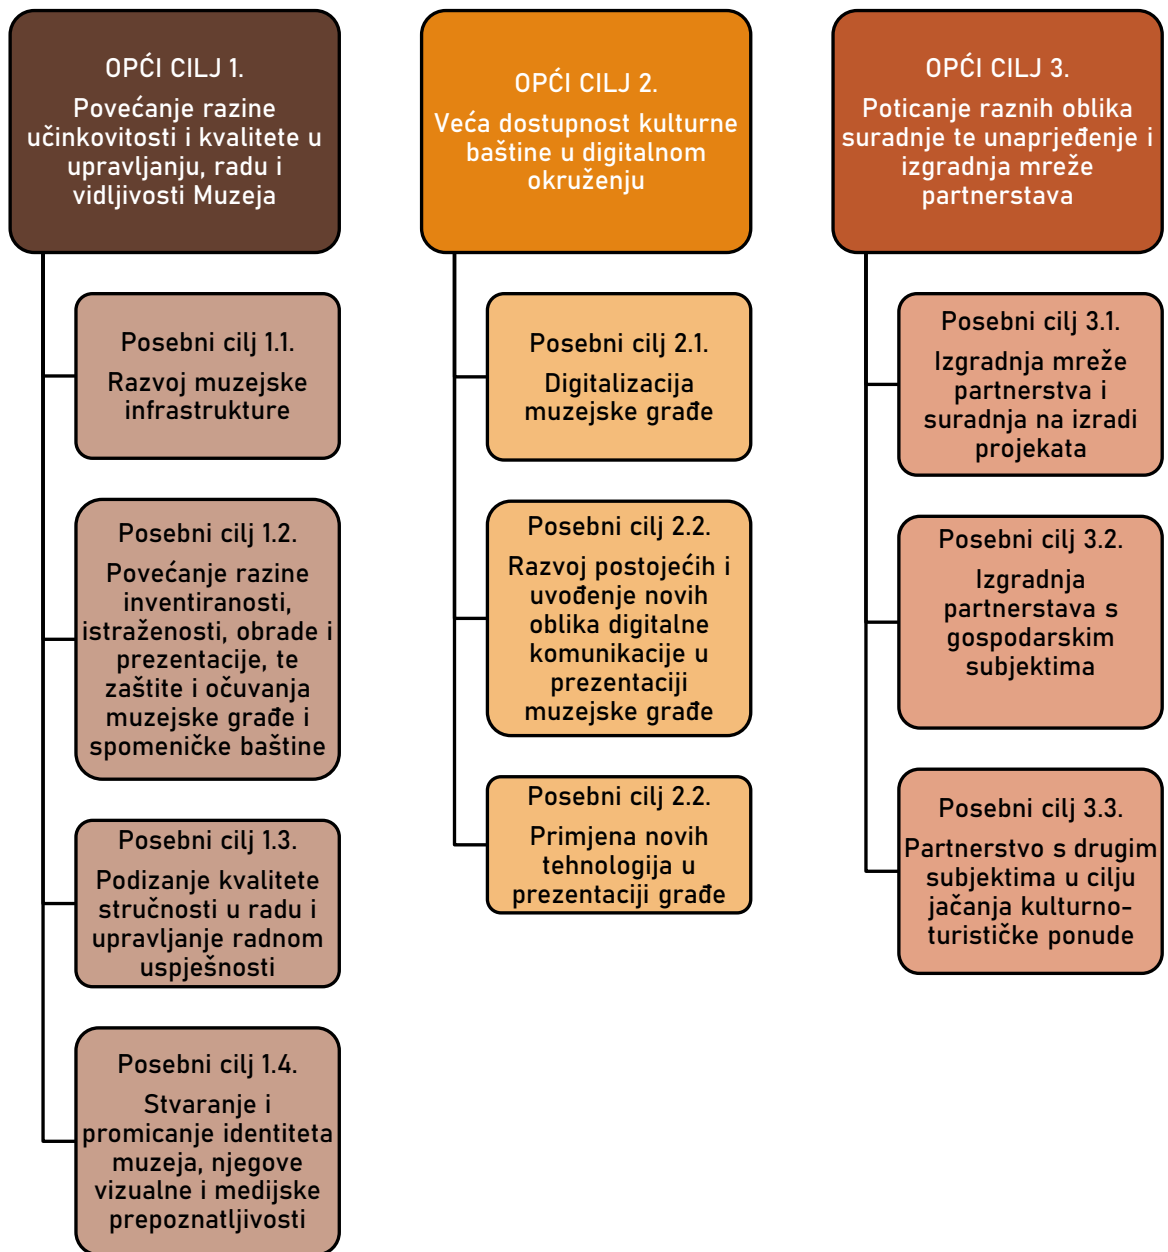 OPĆI CILJ 1.
Povećanje razine
učinkovitosti i kvalitete u
upravljanju, radu i
vidljivosti Muzeja
Posebni cilj 1.1.
Razvoj muzejske
infrastrukture
Posebni cilj 1.2.
Povećanje razine
inventiranosti,
istraženosti, obrade i
prezentacije, te
zaštite i očuvanja
muzejske građe i
spomeničke baštine
Posebni cilj 1.3.
Podizanje kvalitete
stručnosti u radu i
upravljanje radnom
uspješnosti
Posebni cilj 1.4.
Stvaranje i
promicanje identiteta
muzeja, njegove
vizualne i medijske
prepoznatljivosti
OPĆI CILJ 2.
Veća dostupnost kulturne
baštine u digitalnom
okruženju
Posebni cilj 2.1.
Digitalizacija
muzejske građe
Posebni cilj 2.2.
Razvoj postojećih i
uvođenje novih
oblika digitalne
komunikacije u
prezentaciji
muzejske građe
Posebni cilj 2.2.
Primjena novih
tehnologija u
prezentaciji građe
OPĆI CILJ 3.
Poticanje raznih oblika
suradnje te unaprjeđenje i
izgradnja mreže
partnerstava
Posebni cilj 3.1.
Izgradnja mreže
partnerstva i
suradnja na izradi
projekata
Posebni cilj 3.2.
Izgradnja
partnerstava s
gospodarskim
subjektima
Posebni cilj 3.3.
Partnerstvo s drugim
subjektima u cilju
jačanja kulturno-
turističke ponude